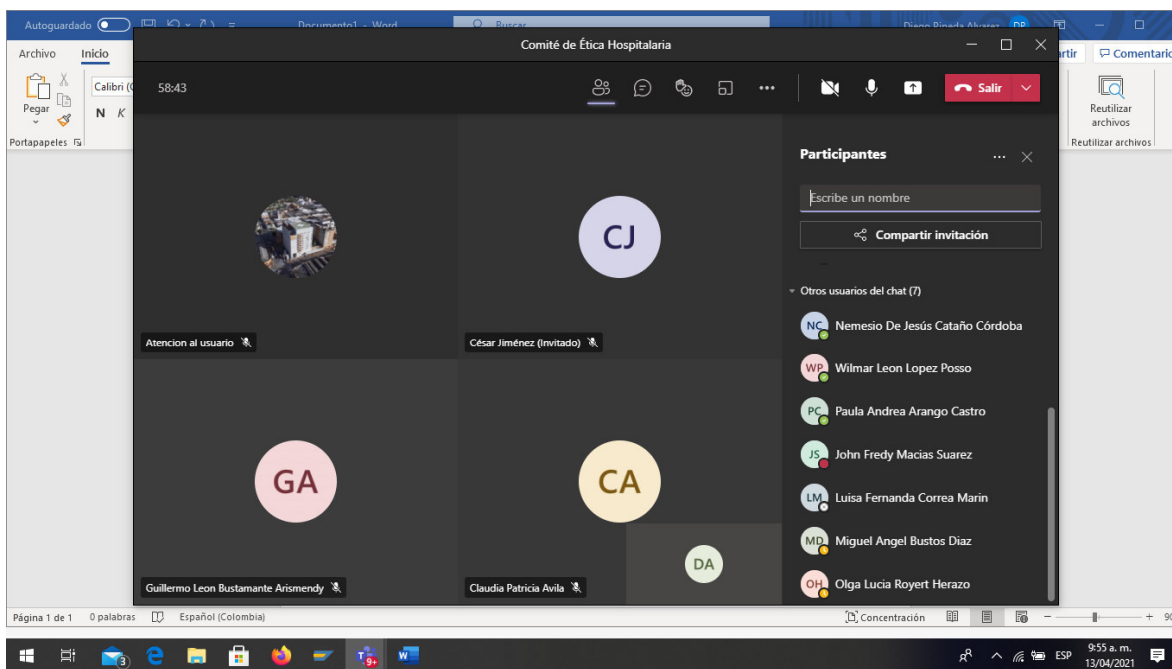 Autoguardado
Documento1 - Word
Buscar
Diego Pineda Alvarez
DP
Archivo
Inicio
Comentario
Pegar
Calibri (
N K
Portapapeles
Reutilizar
archivos
Reutilizar archivos
Comité de Ética Hospitalaria
58:43
Salir
Atencion al usuario
CJ
César Jiménez (Invitado)
GA
Guillermo Leon Bustamante Arismendy
CA
Claudia Patricia Avila
DA
Participantes
Escribe un nombre
Compartir invitación
Otros usuarios del chat (7)
NC Nemesio De Jesús Cataño Córdoba
WP Wilmar Leon Lopez Posso
PC Paula Andrea Arango Castro
JS John Fredy Macias Suarez
LM Luisa Fernanda Correa Marin
MD Miguel Angel Bustos Diaz
OH Olga Lucia Royert Herazo
Página 1 de 1 0 palabras Español (Colombia)
Concentración
90
3
9+
ESP
9:55 a. m.
13/04/2021